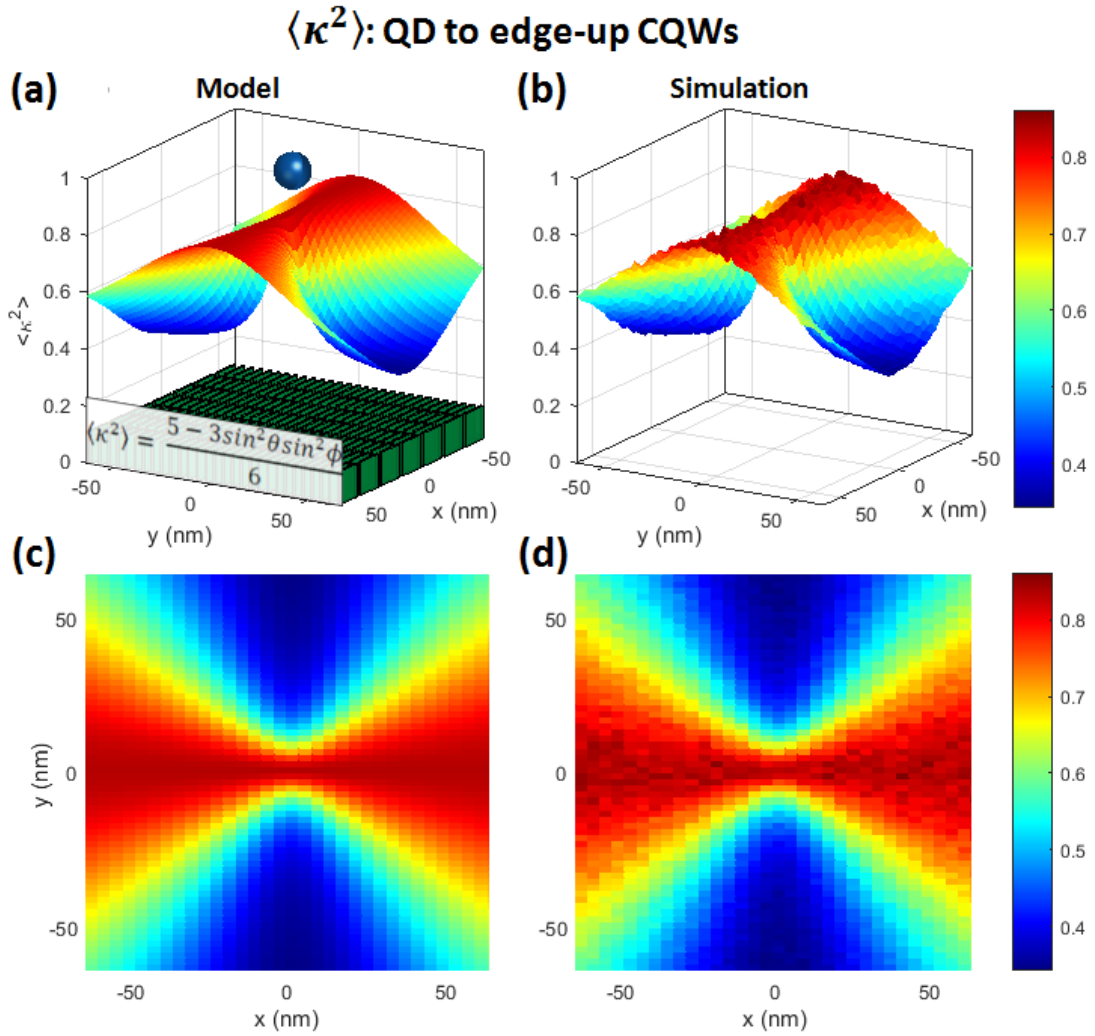 ⟨κ²⟩: QD to edge-up CQWs
(a)
Model
(b)
Simulation
1
0.8
0.6
0.4
0.2
0
<κ²>
⟨κ²⟩ = (5 − 3sin²θsin²ϕ)/6
-50
0
50
y (nm)
50
0
-50
x (nm)
1
0.8
0.6
0.4
0.2
0
-50
0
50
y (nm)
50
0
-50
x (nm)
0.8
0.7
0.6
0.5
0.4
(c)
(d)
50
0
-50
y (nm)
-50
0
50
x (nm)
50
0
-50
-50
0
50
x (nm)
0.8
0.7
0.6
0.5
0.4